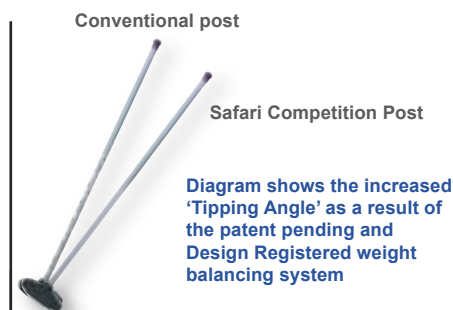 Conventional post
Safari Competition Post
Diagram shows the increased
‘Tipping Angle’ as a result of
the patent pending and
Design Registered weight
balancing system